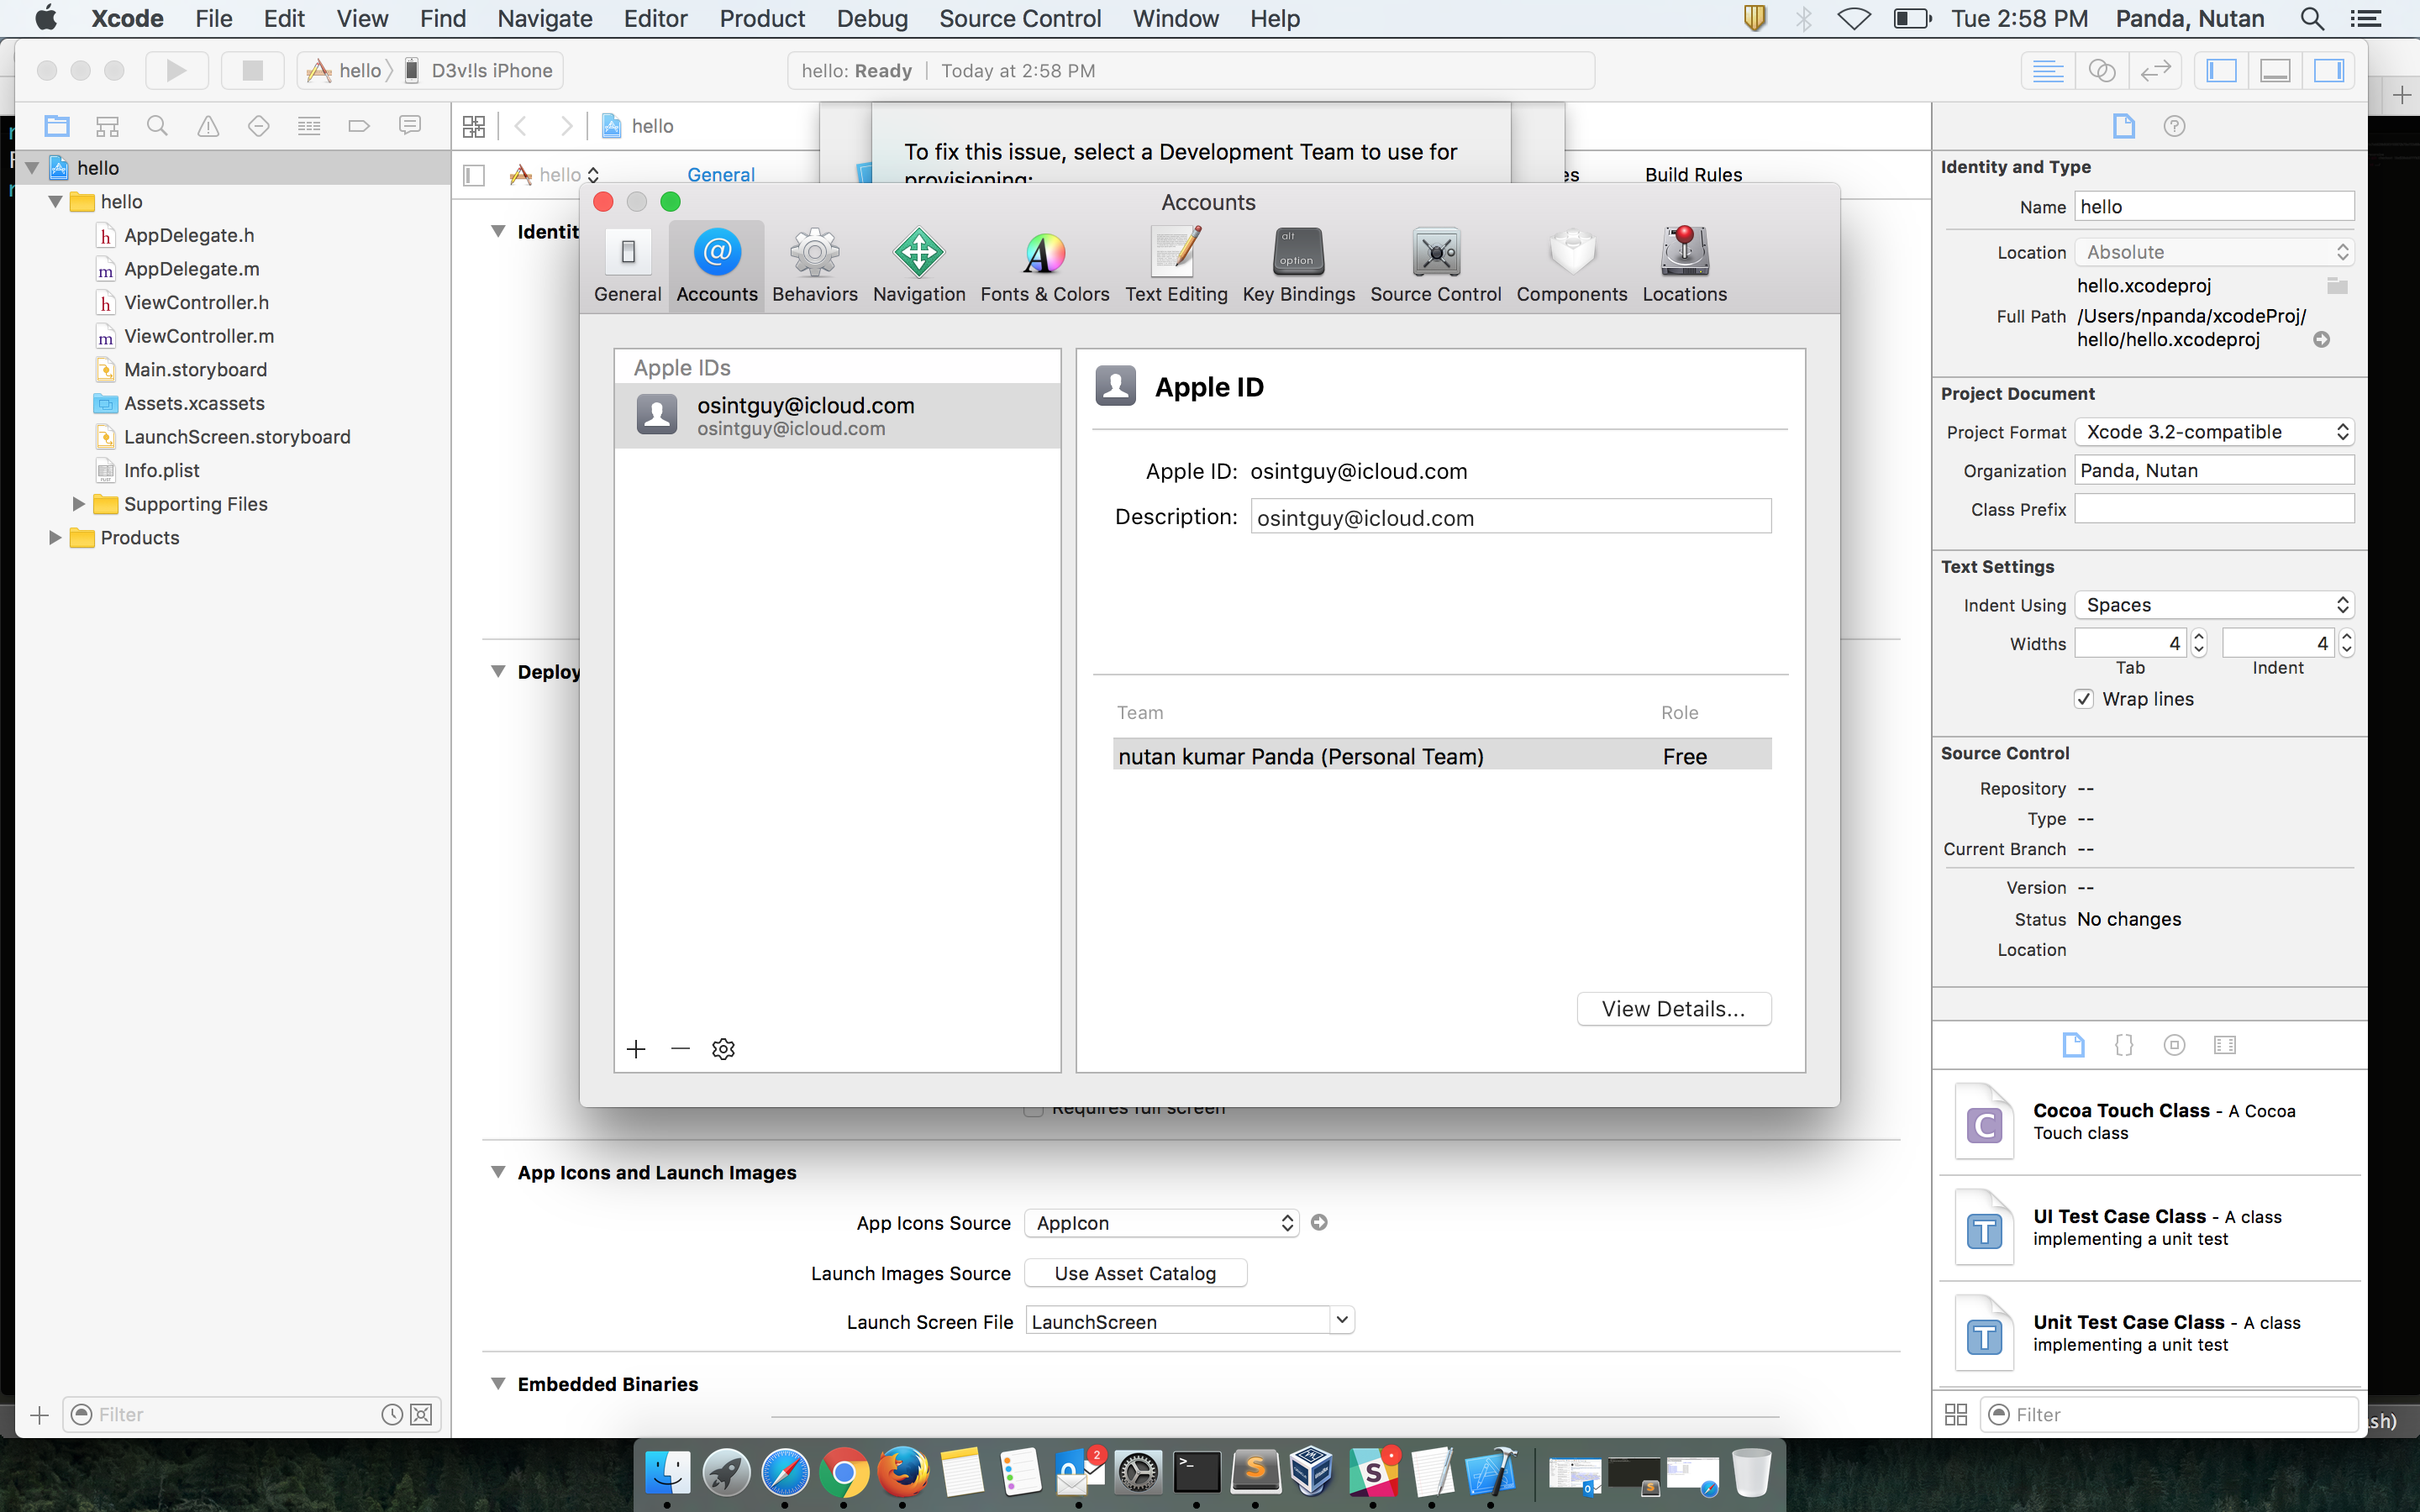 Xcode File Edit View Find Navigate Editor Product Debug Source Control Window Help Tue 2:58 PM Panda, Nutan
hello D3v!ls iPhone
hello: Ready | Today at 2:58 PM
hello
To fix this issue, select a Development Team to use for
provisioning:
hello
General
Build Rules
Accounts
General Accounts Behaviors Navigation Fonts & Colors Text Editing Key Bindings Source Control Components Locations
alt
option
hello
hello
AppDelegate.h
AppDelegate.m
ViewController.h
ViewController.m
Main.storyboard
Assets.xcassets
LaunchScreen.storyboard
Info.plist
Supporting Files
Products
Filter
Identit
Deploy
Apple IDs
osintguy@icloud.com
osintguy@icloud.com
Apple ID
Apple ID: osintguy@icloud.com
Description: osintguy@icloud.com
Team Role
nutan kumar Panda (Personal Team) Free
View Details...
Requires full screen
App Icons and Launch Images
App Icons Source AppIcon
Launch Images Source Use Asset Catalog
Launch Screen File LaunchScreen
Embedded Binaries
Identity and Type
Name hello
Location Absolute
hello.xcodeproj
Full Path /Users/npanda/xcodeProj/
hello/hello.xcodeproj
Project Document
Project Format Xcode 3.2-compatible
Organization Panda, Nutan
Class Prefix
Text Settings
Indent Using Spaces
Widths 4 4
Tab Indent
Wrap lines
Source Control
Repository --
Type --
Current Branch --
Version --
Status No changes
Location
C
Cocoa Touch Class - A Cocoa
Touch class
T
UI Test Case Class - A class
implementing a unit test
T
Unit Test Case Class - A class
implementing a unit test
Filter
sh)
2